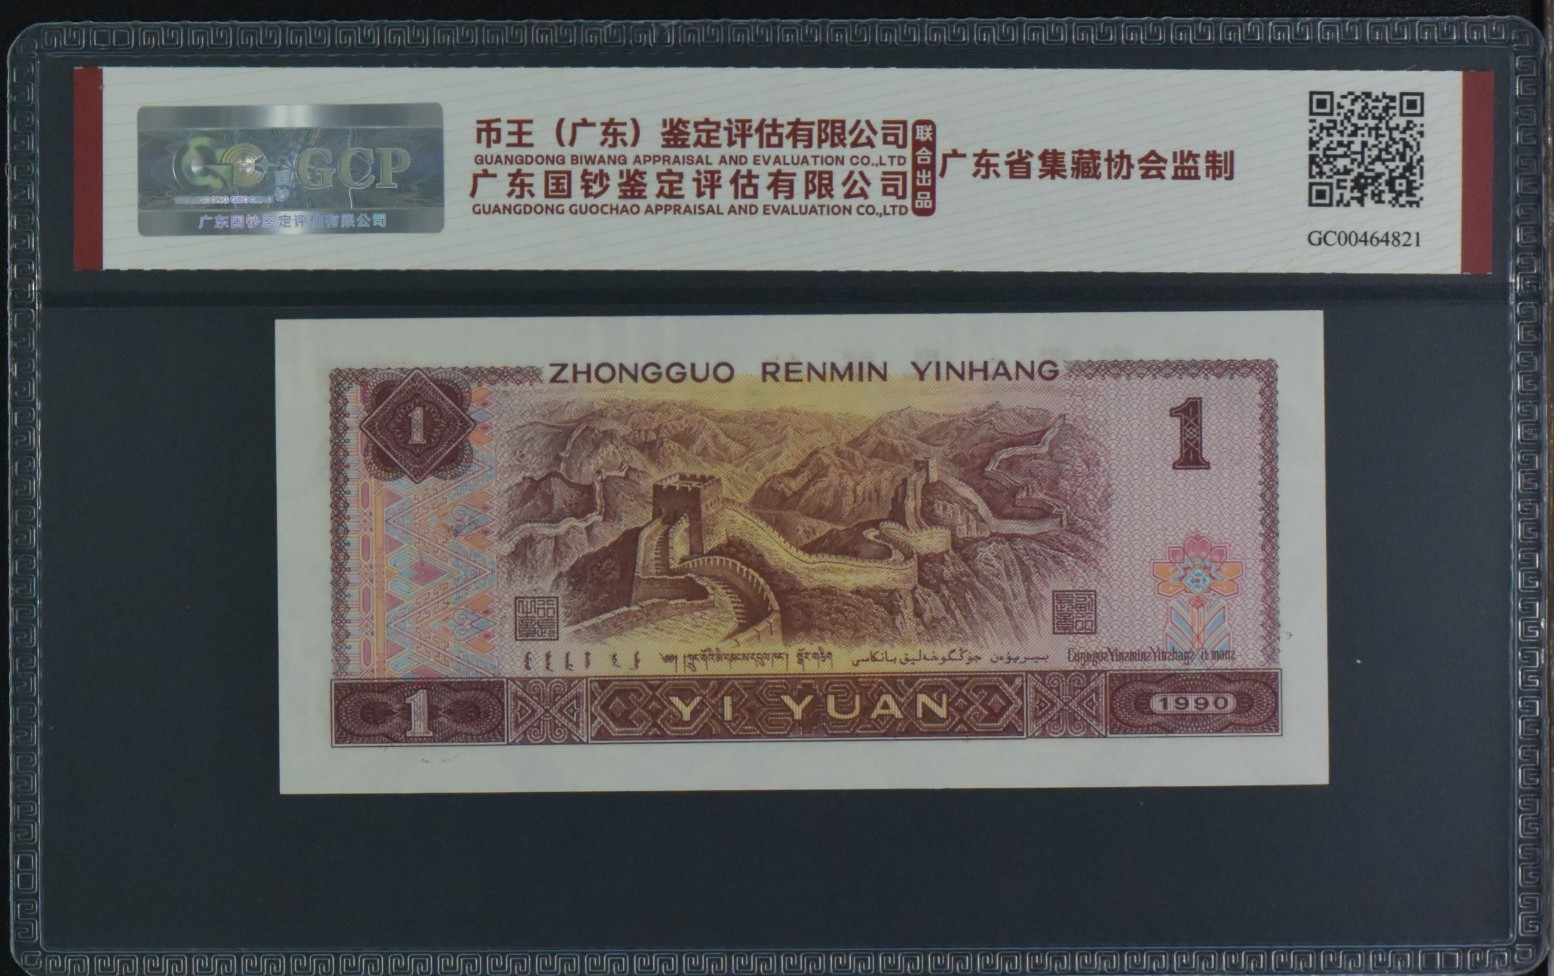 GCP
广东国钞鉴定评估有限公司
币王（广东）鉴定评估有限公司
GUANGDONG BIWANG APPRAISAL AND EVALUATION CO.,LTD
广东国钞鉴定评估有限公司
GUANGDONG GUOCHAO APPRAISAL AND EVALUATION CO.,LTD
联合出品
广东省集藏协会监制
GC00464821
ZHONGGUO RENMIN YINHANG
1
1
1
YI YUAN
1990